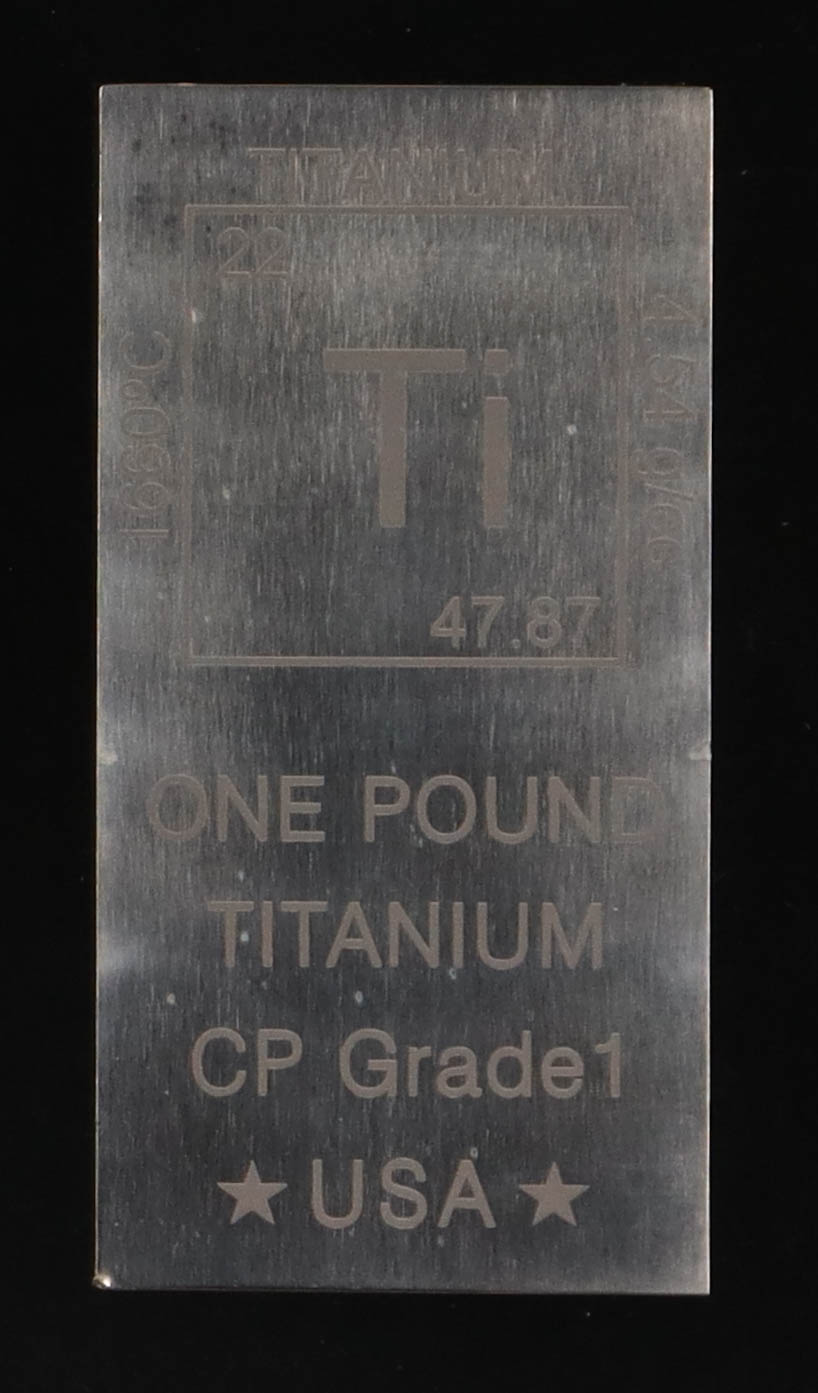 TITANIUM
22
Ti
47.87
1660°C
4.54 g/cc
ONE POUND
TITANIUM
CP Grade1
★ USA ★